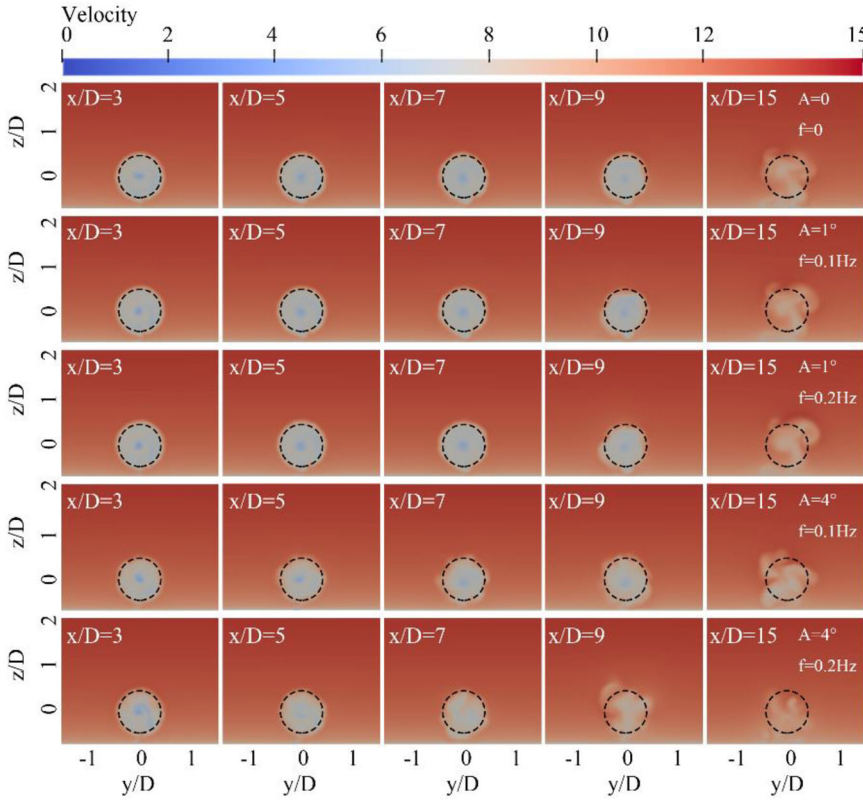 Velocity
0 2 4 6 8 10 12 15
2 x/D=3 x/D=5 x/D=7 x/D=9 x/D=15 A=0
z/D 1 f=0
0
2 x/D=3 x/D=5 x/D=7 x/D=9 x/D=15 A=1°
z/D 1 f=0.1Hz
0
2 x/D=3 x/D=5 x/D=7 x/D=9 x/D=15 A=1°
z/D 1 f=0.2Hz
0
2 x/D=3 x/D=5 x/D=7 x/D=9 x/D=15 A=4°
z/D 1 f=0.1Hz
0
2 x/D=3 x/D=5 x/D=7 x/D=9 x/D=15 A=4°
z/D 1 f=0.2Hz
0
-1 0 1 -1 0 1 -1 0 1 -1 0 1 -1 0 1
y/D y/D y/D y/D y/D